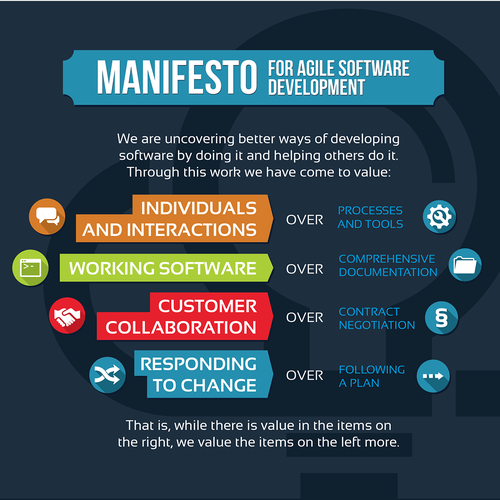 MANIFESTO FOR AGILE SOFTWARE
DEVELOPMENT
We are uncovering better ways of developing
software by doing it and helping others do it.
Through this work we have come to value:
INDIVIDUALS
AND INTERACTIONS
OVER
PROCESSES
AND TOOLS
WORKING SOFTWARE
OVER
COMPREHENSIVE
DOCUMENTATION
CUSTOMER
COLLABORATION
OVER
CONTRACT
NEGOTIATION
§
RESPONDING
TO CHANGE
OVER
FOLLOWING
A PLAN
That is, while there is value in the items on
the right, we value the items on the left more.